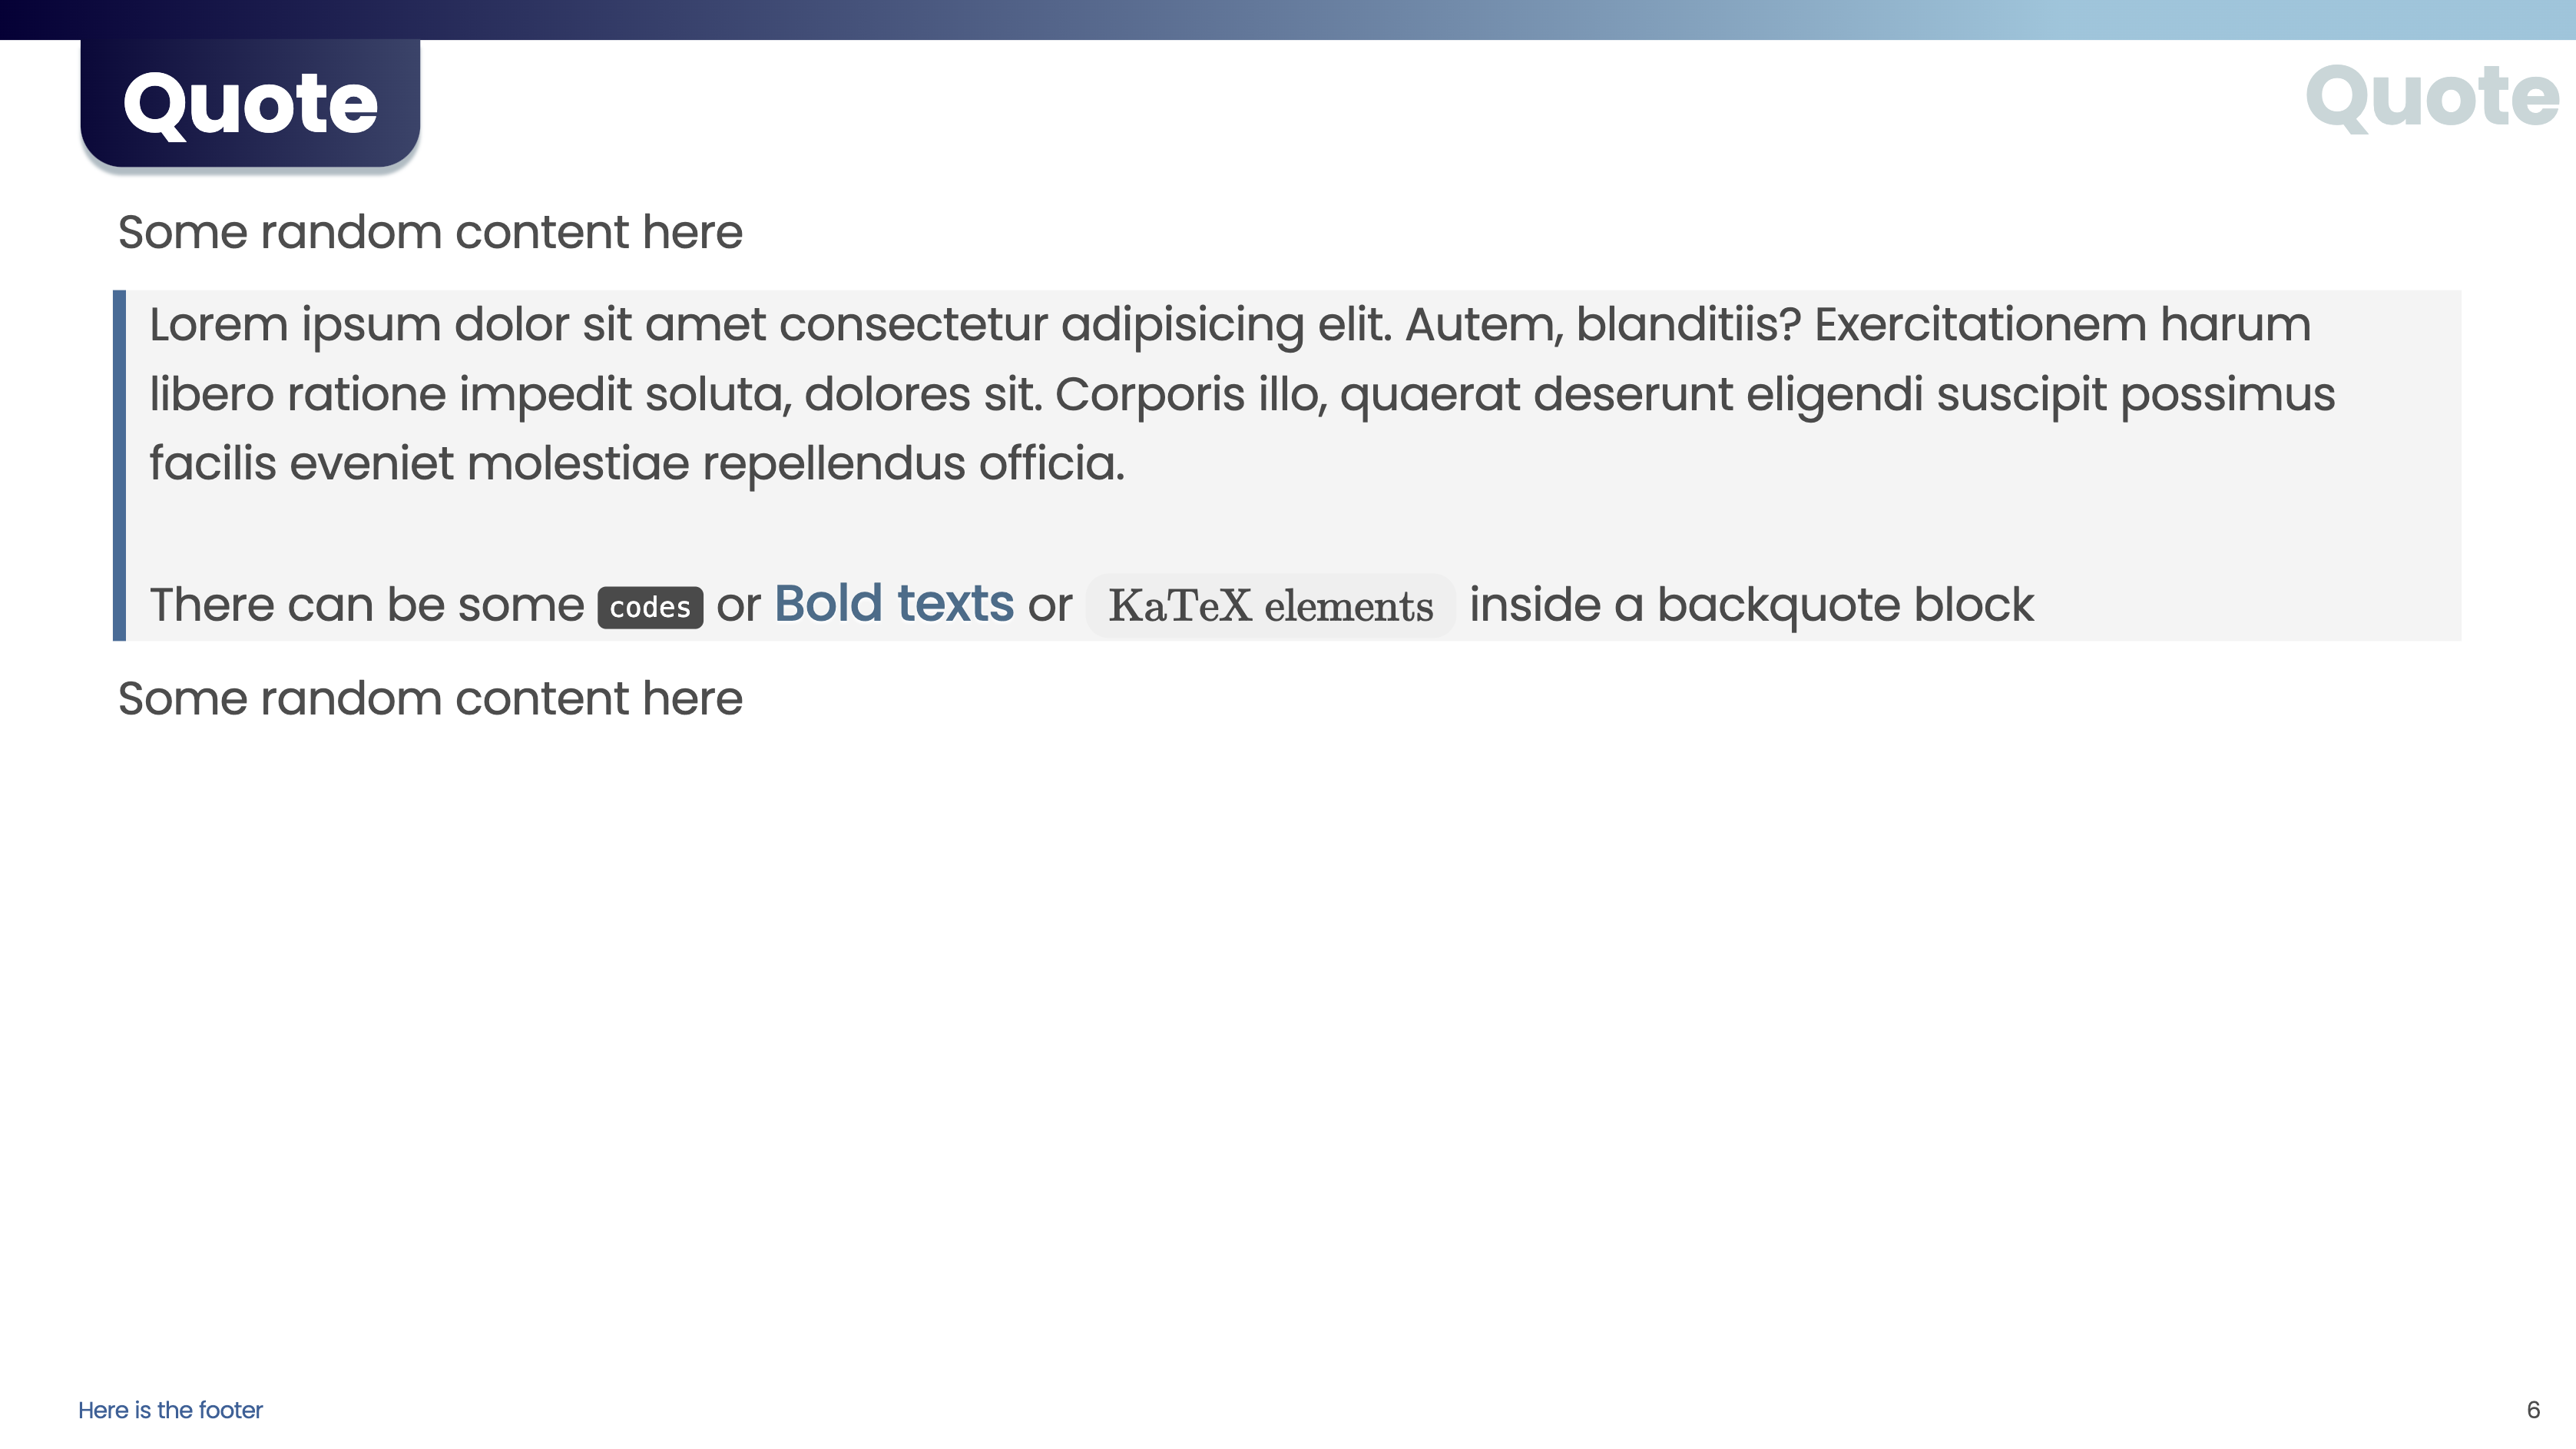 Quote
Quote
Some random content here
Lorem ipsum dolor sit amet consectetur adipisicing elit. Autem, blanditiis? Exercitationem harum
libero ratione impedit soluta, dolores sit. Corporis illo, quaerat deserunt eligendi suscipit possimus
facilis eveniet molestiae repellendus officia.
There can be some codes or Bold texts or KaTeX elements inside a backquote block
Some random content here
Here is the footer
6